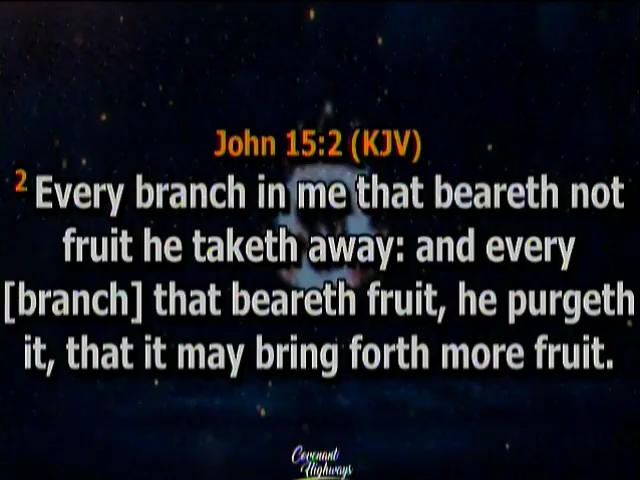 John 15:2 (KJV)
2 Every branch in me that beareth not
fruit he taketh away: and every
[branch] that beareth fruit, he purgeth
it, that it may bring forth more fruit.
Covenant
Highways